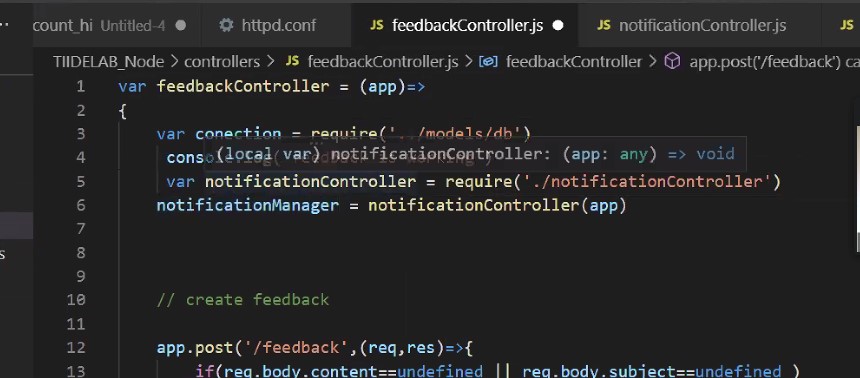 count_hi Untitled-4 ● httpd.conf JS feedbackController.js ● JS notificationController.js JS
TIIDELAB_Node > controllers > JS feedbackController.js > feedbackController > app.post('/feedback') ca
1 var feedbackController = (app)=>
2 {
3 var conection = require('../models/db')
4 conso
(local var) notificationController: (app: any) => void
5 var notificationController = require('./notificationController')
6 notificationManager = notificationController(app)
7
8
9
10 // create feedback
11
12 app.post('/feedback',(req,res)=>{
13 if(req.body.content==undefined || req.body.subject==undefined )
s